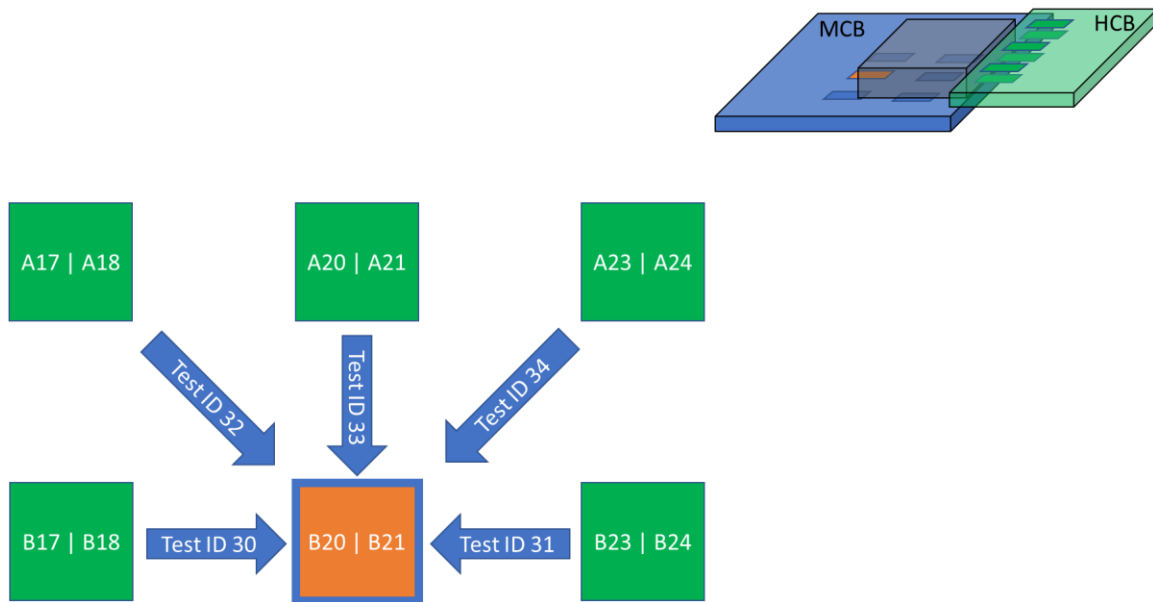 MCB
HCB
A17 | A18
A20 | A21
A23 | A24
Test ID 32
Test ID 33
Test ID 34
B17 | B18
Test ID 30
B20 | B21
Test ID 31
B23 | B24